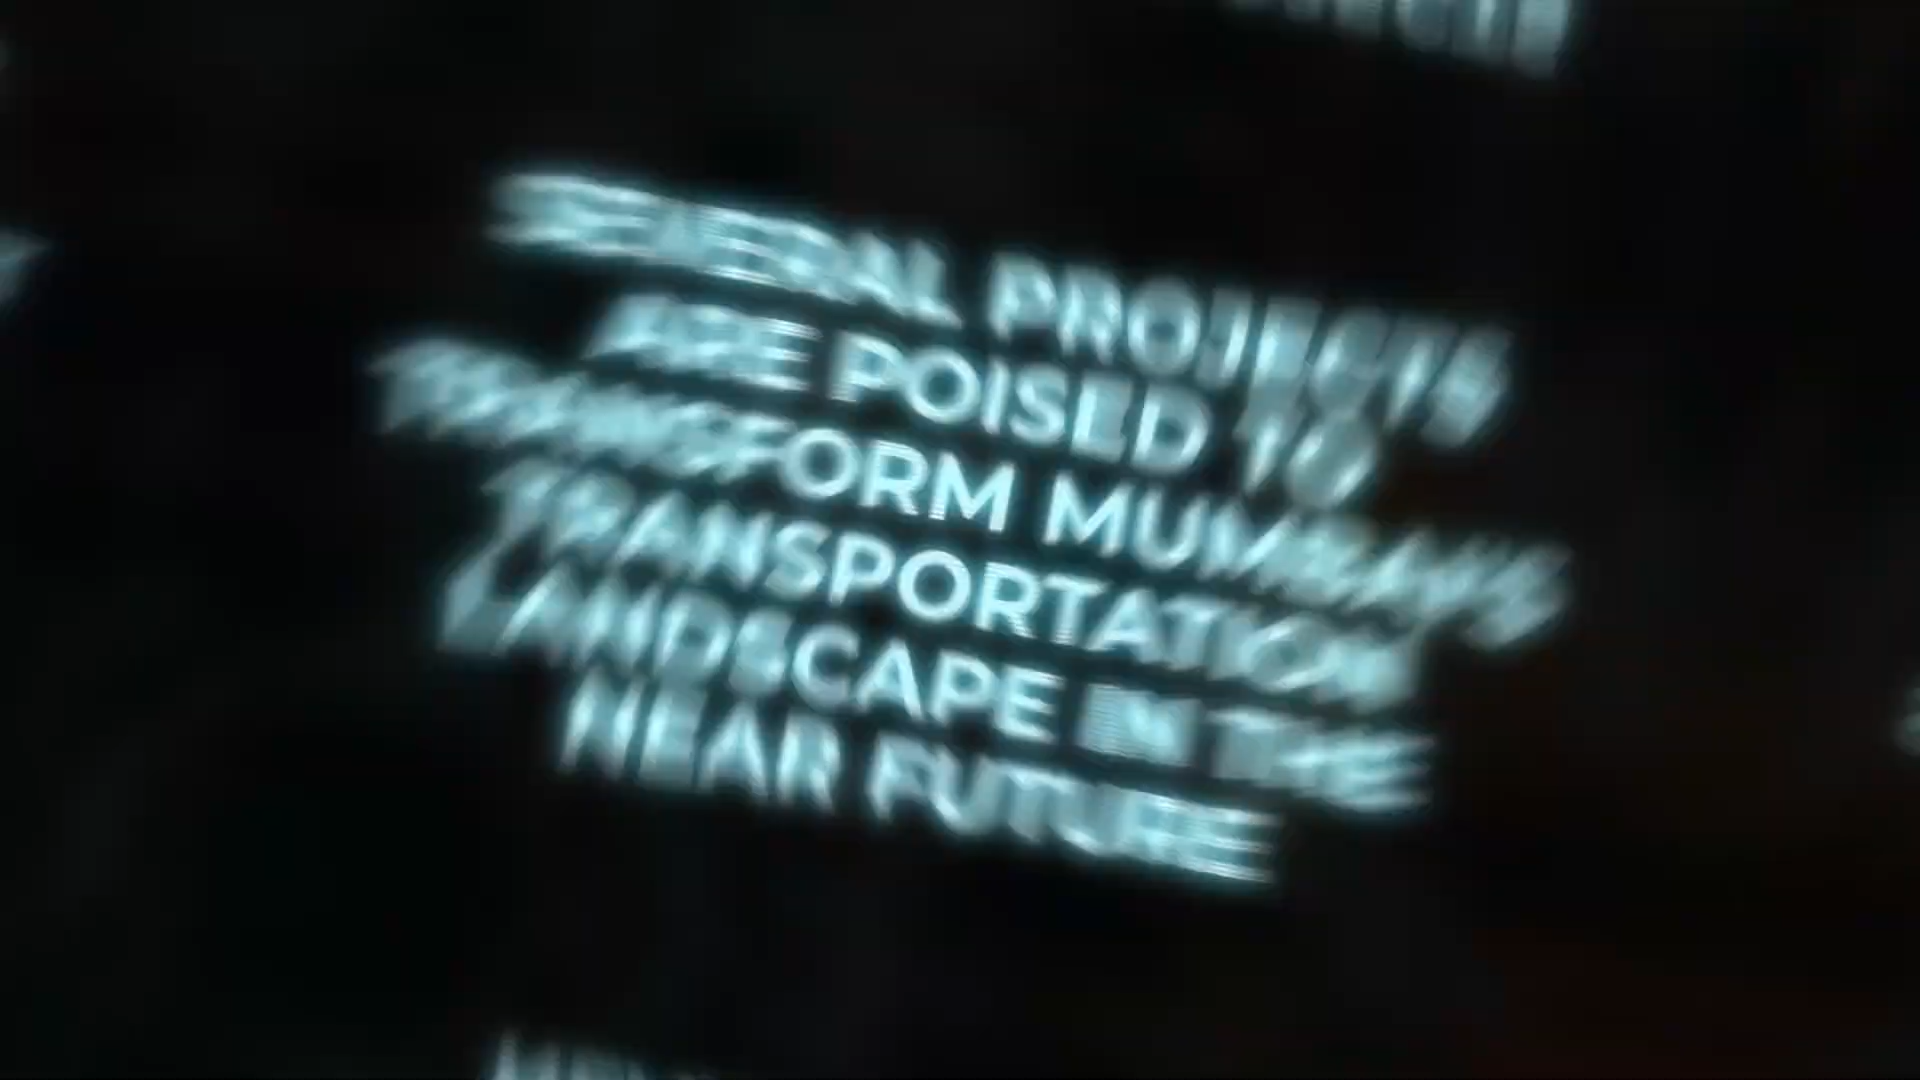 SEVERAL PROJECTS
ARE POISED TO
TRANSFORM MUMBAI'S
TRANSPORTATION
LANDSCAPE IN THE
NEAR FUTURE